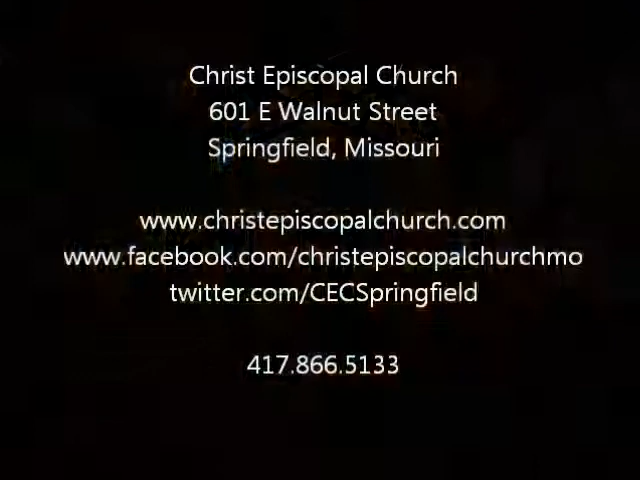 Christ Episcopal Church
601 E Walnut Street
Springfield, Missouri
www.christepiscopalchurch.com
www.facebook.com/christepiscopalchurchmo
twitter.com/CECSpringfield
417.866.5133